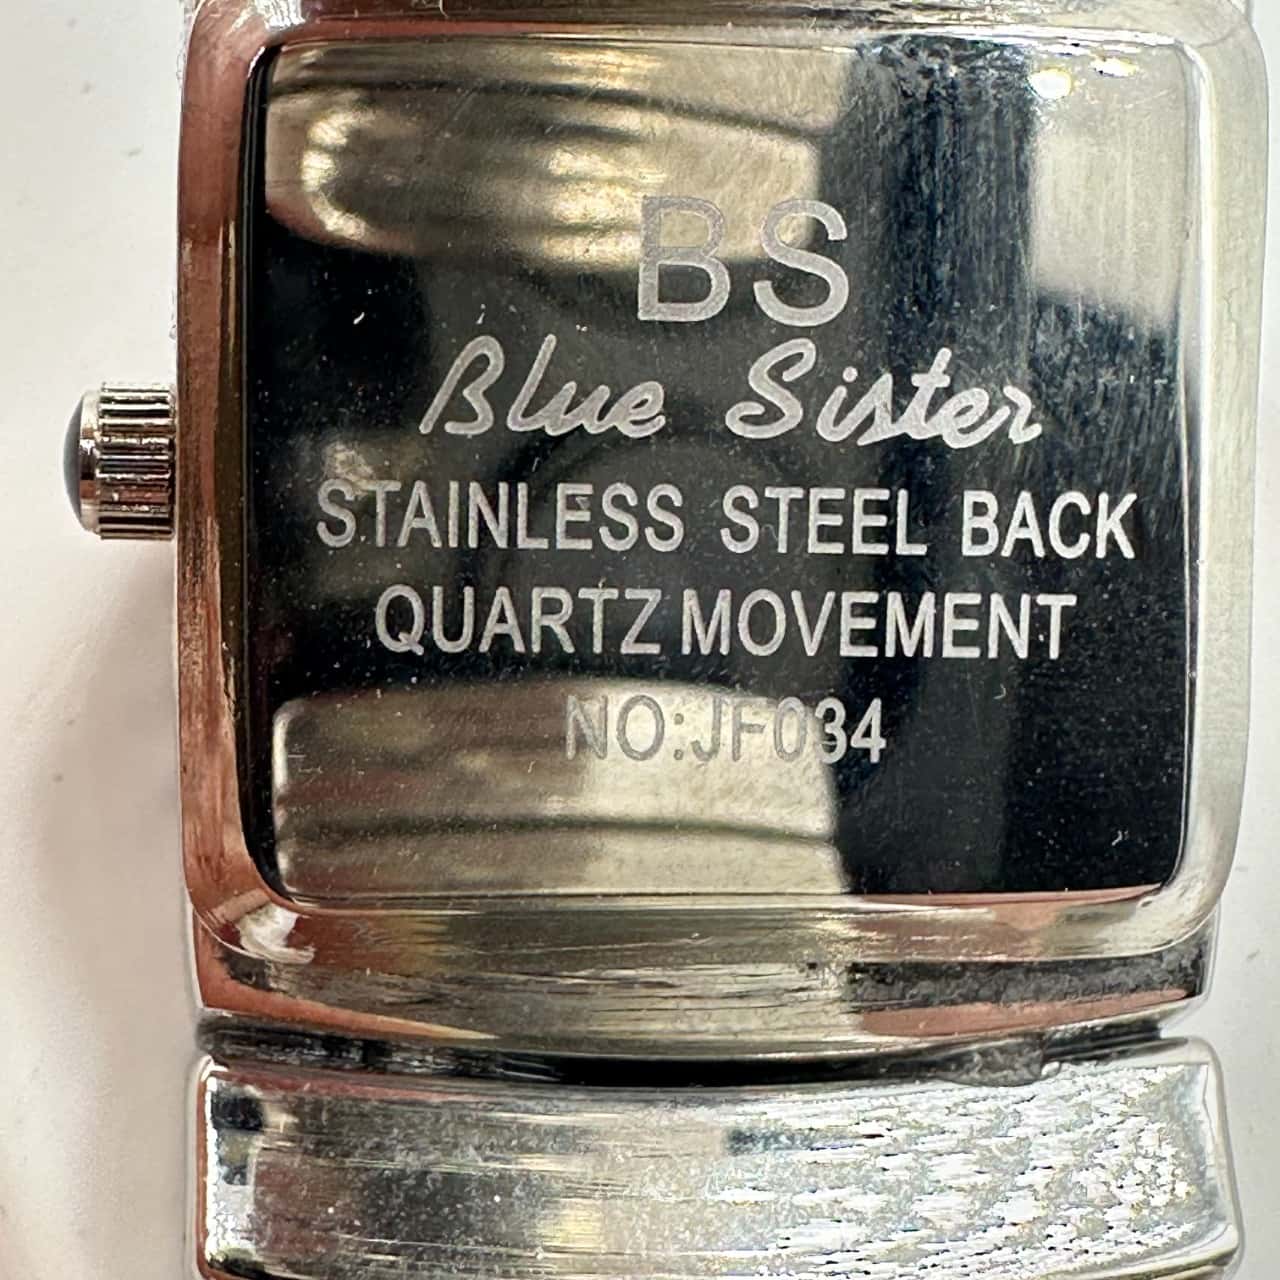 BS
Blue Sister
STAINLESS STEEL BACK
QUARTZ MOVEMENT
NO:JF034